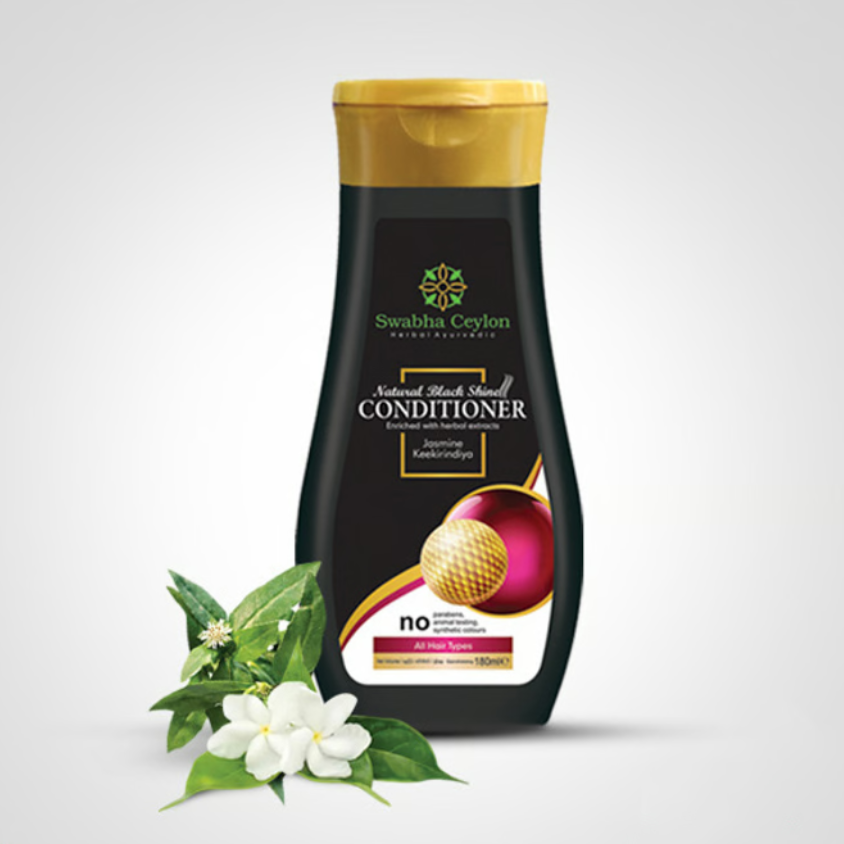 Swabha Ceylon
Herbal Ayurvedic
Natural Black Shine
CONDITIONER
Enriched with herbal extracts
Jasmine
Keekirindiya
no
parabens,
animal testing,
synthetic colours
All Hair Types
180ml